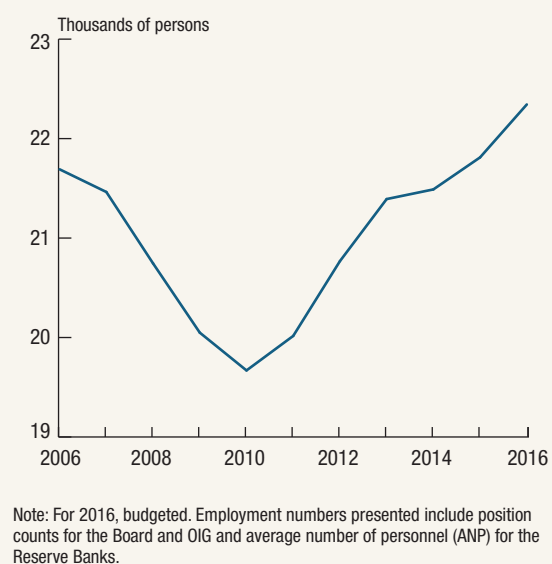 Thousands of persons
23
22
21
20
19
2006 2008 2010 2012 2014 2016
Note: For 2016, budgeted. Employment numbers presented include position
counts for the Board and OIG and average number of personnel (ANP) for the
Reserve Banks.